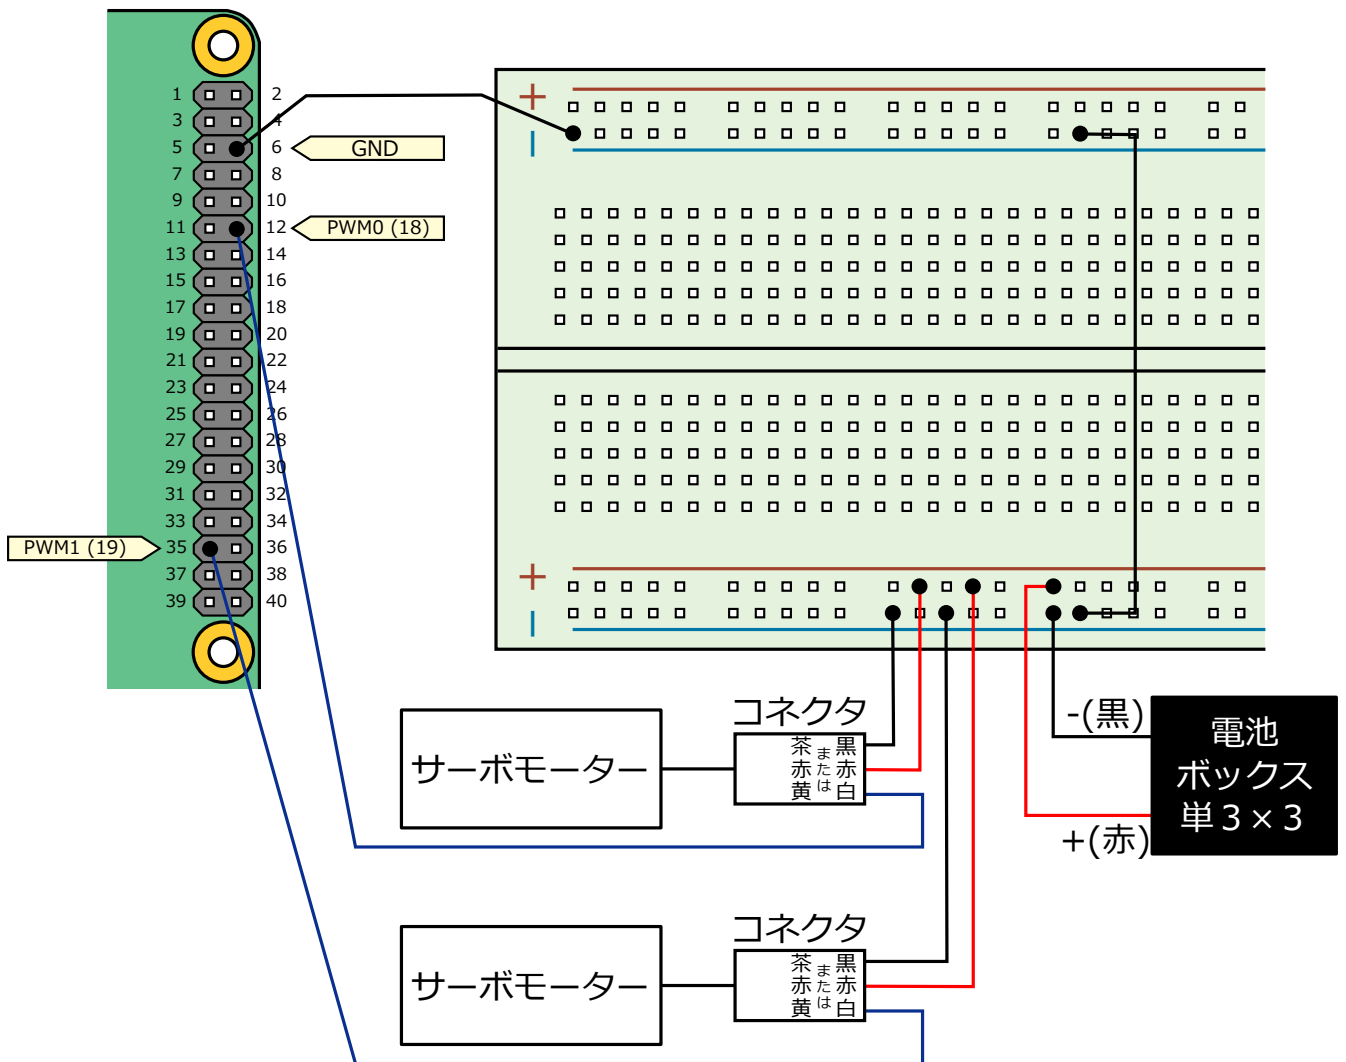 1 2
3 4
5 6
GND
7 8
9 10
11 12
PWM0 (18)
13 14
15 16
17 18
19 20
21 22
23 24
25 26
27 28
29 30
31 32
33 34
PWM1 (19)
35 36
37 38
39 40
+
-
+
-
コネクタ
サーボモーター
茶 または 黒
赤 赤
黄 白
-(黒)
+(赤)
電池
ボックス
単３×３
コネクタ
サーボモーター
茶 または 黒
赤 赤
黄 白